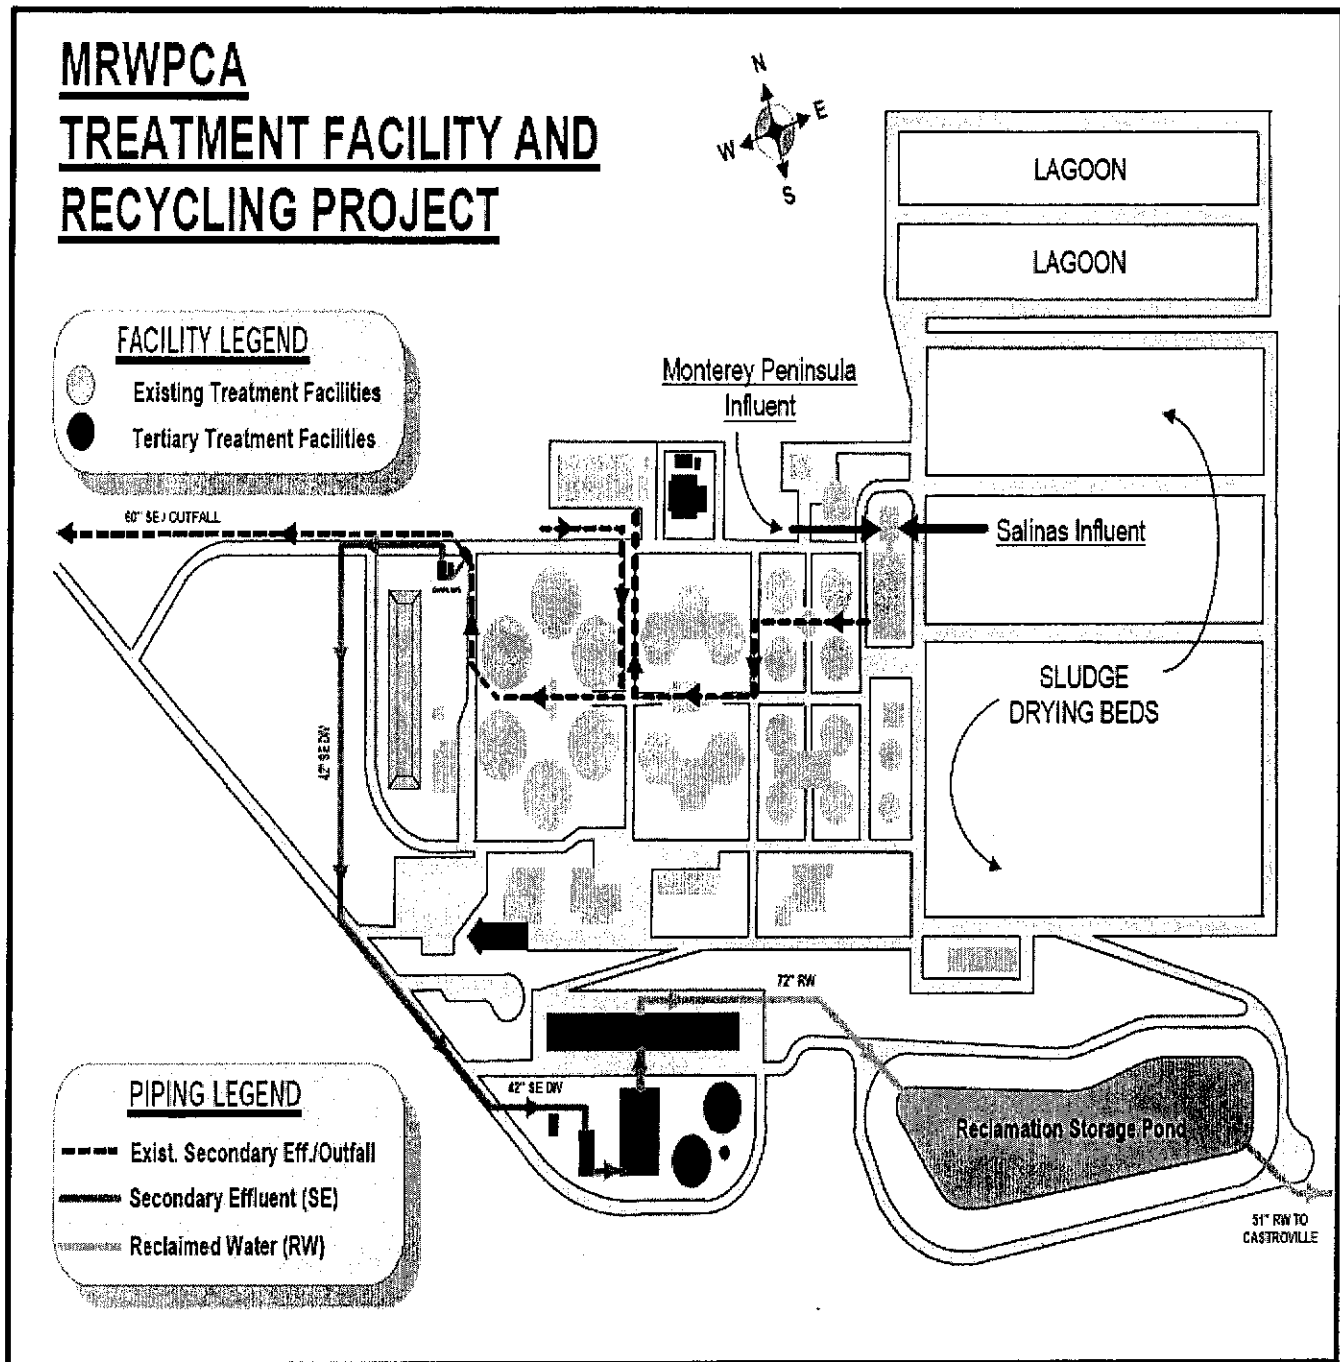 MRWPCA
TREATMENT FACILITY AND
RECYCLING PROJECT
N
E
W
S
LAGOON
LAGOON
FACILITY LEGEND
Existing Treatment Facilities
Tertiary Treatment Facilities
Monterey Peninsula
Influent
60" SE / OUTFALL
Salinas Influent
SLUDGE
DRYING BEDS
42" SE DIV
72" RW
42" SE DIV
Reclamation Storage Pond
PIPING LEGEND
Exist. Secondary Eff./Outfall
Secondary Effluent (SE)
Reclaimed Water (RW)
51" RW TO
CASTROVILLE